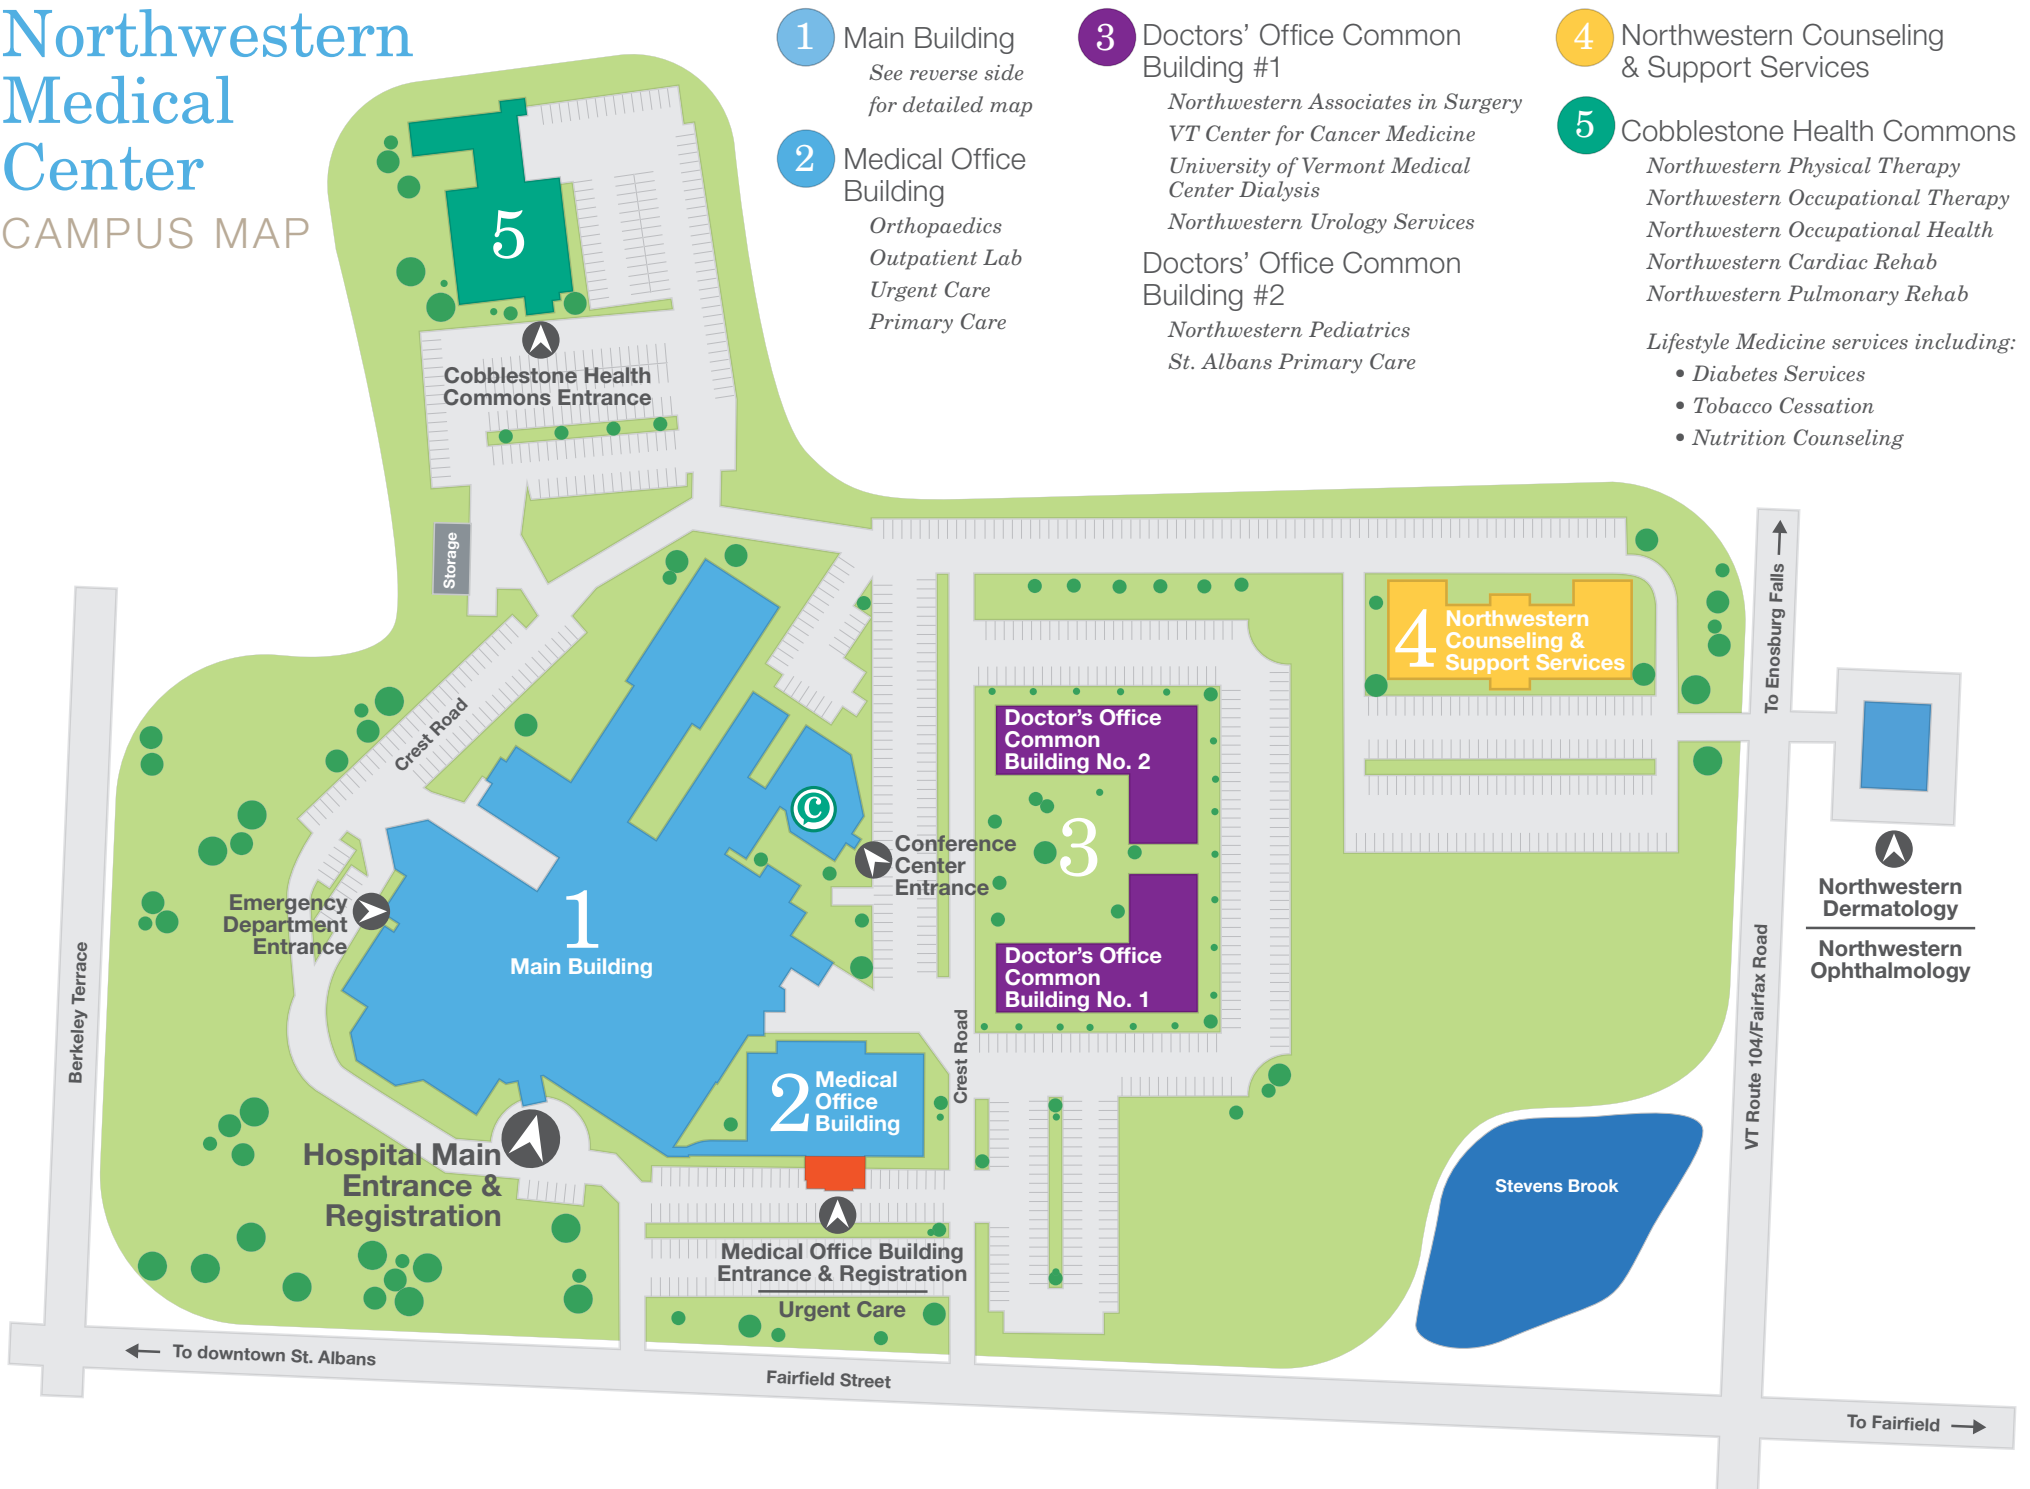 Northwestern
Medical
Center
CAMPUS MAP
1 Main Building
See reverse side
for detailed map
2 Medical Office
Building
Orthopaedics
Outpatient Lab
Urgent Care
Primary Care
3 Doctors' Office Common
Building #1
Northwestern Associates in Surgery
VT Center for Cancer Medicine
University of Vermont Medical
Center Dialysis
Northwestern Urology Services
Doctors' Office Common
Building #2
Northwestern Pediatrics
St. Albans Primary Care
4 Northwestern Counseling
& Support Services
5 Cobblestone Health Commons
Northwestern Physical Therapy
Northwestern Occupational Therapy
Northwestern Occupational Health
Northwestern Cardiac Rehab
Northwestern Pulmonary Rehab
Lifestyle Medicine services including:
• Diabetes Services
• Tobacco Cessation
• Nutrition Counseling
5
Cobblestone Health
Commons Entrance
Storage
Crest Road
4
Northwestern
Counseling &
Support Services
To Enosburg Falls
Doctor's Office
Common
Building No. 2
3
Doctor's Office
Common
Building No. 1
C
Conference
Center
Entrance
Emergency
Department
Entrance
1
Main Building
Northwestern
Dermatology
Northwestern
Ophthalmology
Berkeley Terrace
Crest Road
VT Route 104/Fairfax Road
2
Medical
Office
Building
Hospital Main
Entrance &
Registration
Stevens Brook
Medical Office Building
Entrance & Registration
Urgent Care
To downtown St. Albans
Fairfield Street
To Fairfield